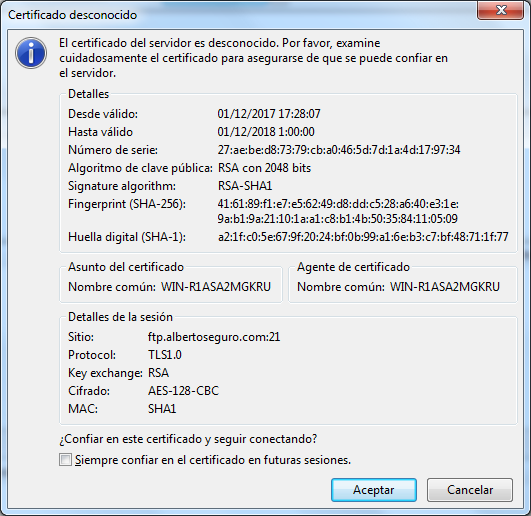 Certificado desconocido
El certificado del servidor es desconocido. Por favor, examine
cuidadosamente el certificado para asegurarse de que se puede confiar en
el servidor.
Detalles
Desde válido: 01/12/2017 17:28:07
Hasta válido 01/12/2018 1:00:00
Número de serie: 27:ae:be:d8:73:79:cb:a0:46:5d:7d:1a:4d:17:97:34
Algoritmo de clave pública: RSA con 2048 bits
Signature algorithm: RSA-SHA1
Fingerprint (SHA-256): 41:61:89:f1:e7:e5:62:49:d8:dd:c5:28:a6:40:e3:1e:
9a:b1:9a:21:10:1a:a1:c8:b1:4b:50:35:84:11:05:09
Huella digital (SHA-1): a2:1f:c0:5e:67:9f:20:24:bf:0b:99:a1:6e:b3:c7:bf:48:71:1f:77
Asunto del certificado
Nombre común: WIN-R1ASA2MGKRU
Agente de certificado
Nombre común: WIN-R1ASA2MGKRU
Detalles de la sesión
Sitio: ftp.albertoseguro.com:21
Protocol: TLS1.0
Key exchange: RSA
Cifrado: AES-128-CBC
MAC: SHA1
¿Confiar en este certificado y seguir conectando?
Siempre confiar en el certificado en futuras sesiones.
Aceptar
Cancelar